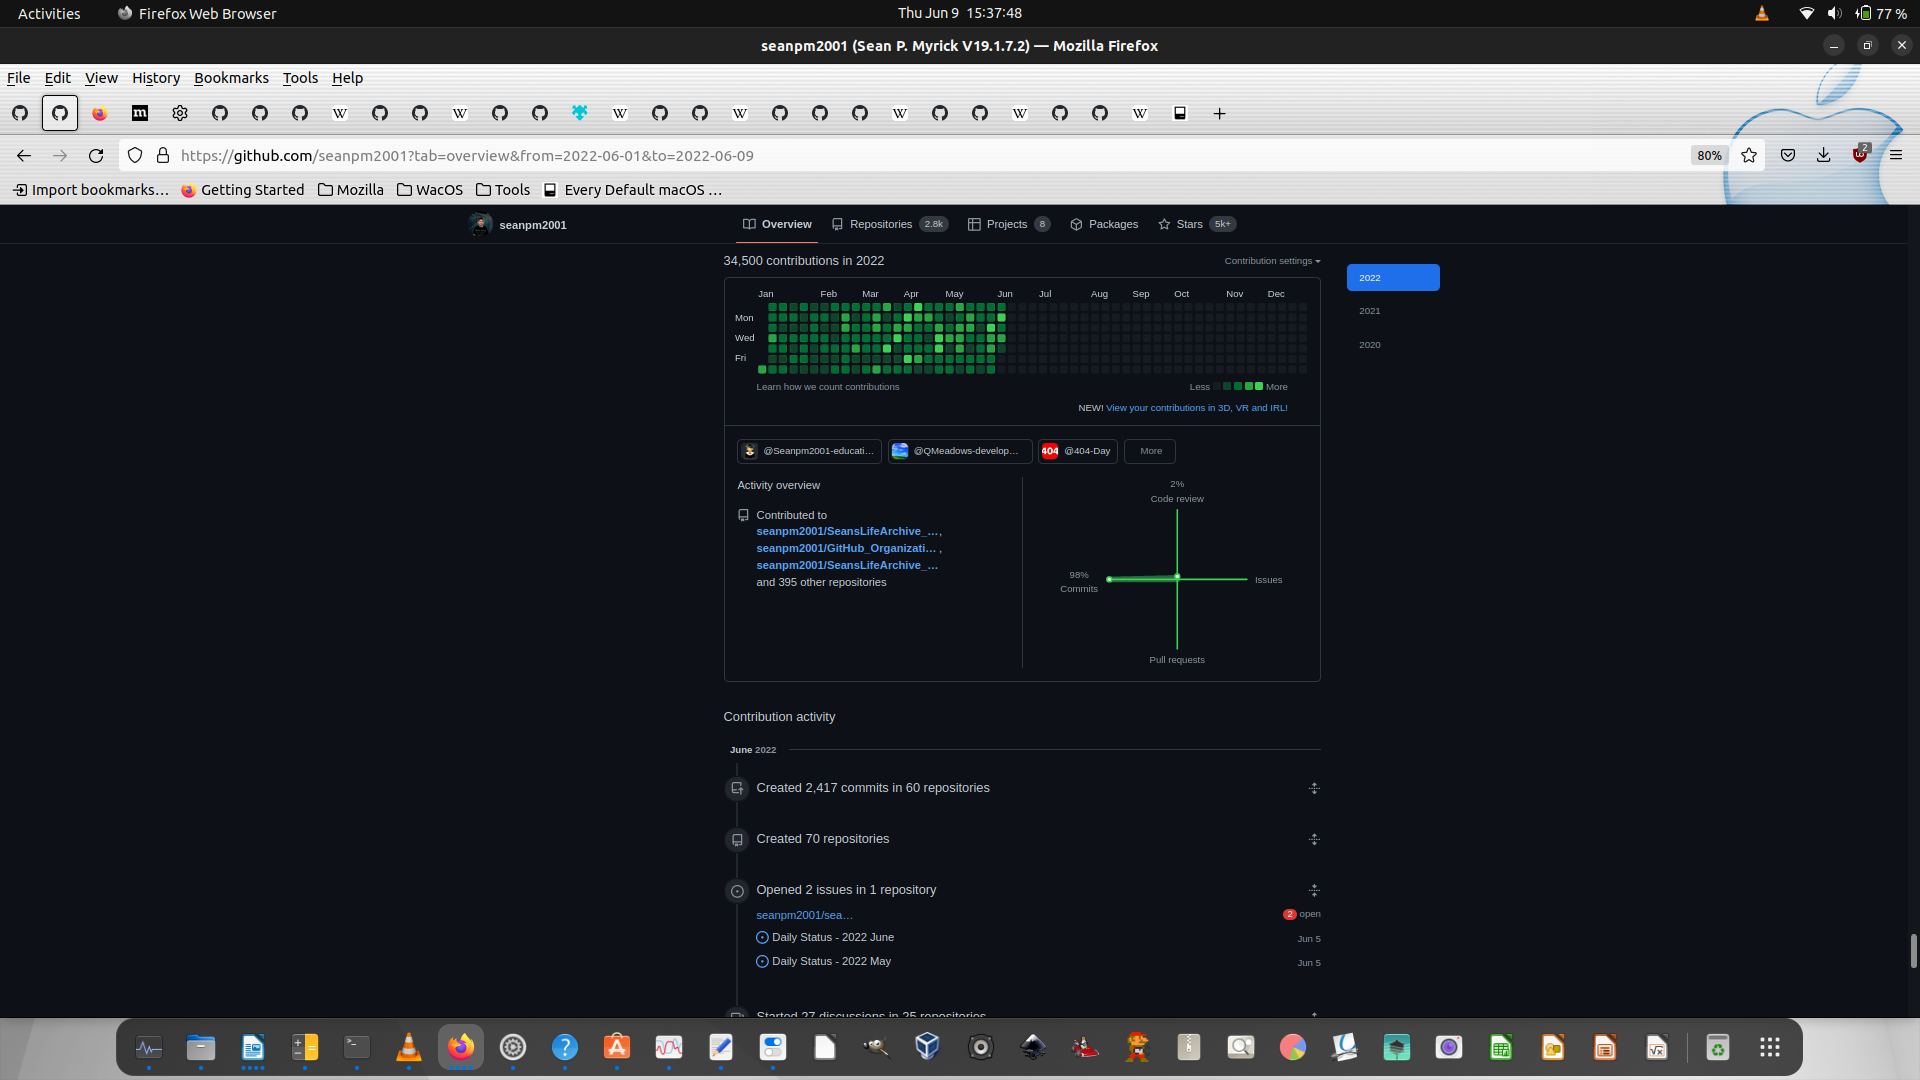 Activities
Firefox Web Browser
Thu Jun 9 15:37:48
77 %
seanpm2001 (Sean P. Myrick V19.1.7.2) — Mozilla Firefox
File Edit View History Bookmarks Tools Help
https://github.com/seanpm2001?tab=overview&from=2022-06-01&to=2022-06-09
80%
2
Import bookmarks…
Getting Started
Mozilla
WacOS
Tools
Every Default macOS …
seanpm2001
Overview
Repositories 2.8k
Projects 8
Packages
Stars 5k+
34,500 contributions in 2022
Contribution settings
2022
2021
2020
Jan Feb Mar Apr May Jun Jul Aug Sep Oct Nov Dec
Mon
Wed
Fri
Learn how we count contributions
Less More
NEW! View your contributions in 3D, VR and IRL!
@Seanpm2001-educati…
@QMeadows-develop…
404 @404-Day
More
Activity overview
Contributed to
seanpm2001/SeansLifeArchive_…,
seanpm2001/GitHub_Organizati… ,
seanpm2001/SeansLifeArchive_…
and 395 other repositories
2%
Code review
98%
Commits
Issues
Pull requests
Contribution activity
June 2022
Created 2,417 commits in 60 repositories
Created 70 repositories
Opened 2 issues in 1 repository
seanpm2001/sea…
2 open
Daily Status - 2022 June
Jun 5
Daily Status - 2022 May
Jun 5
Started 27 discussions in 25 repositories